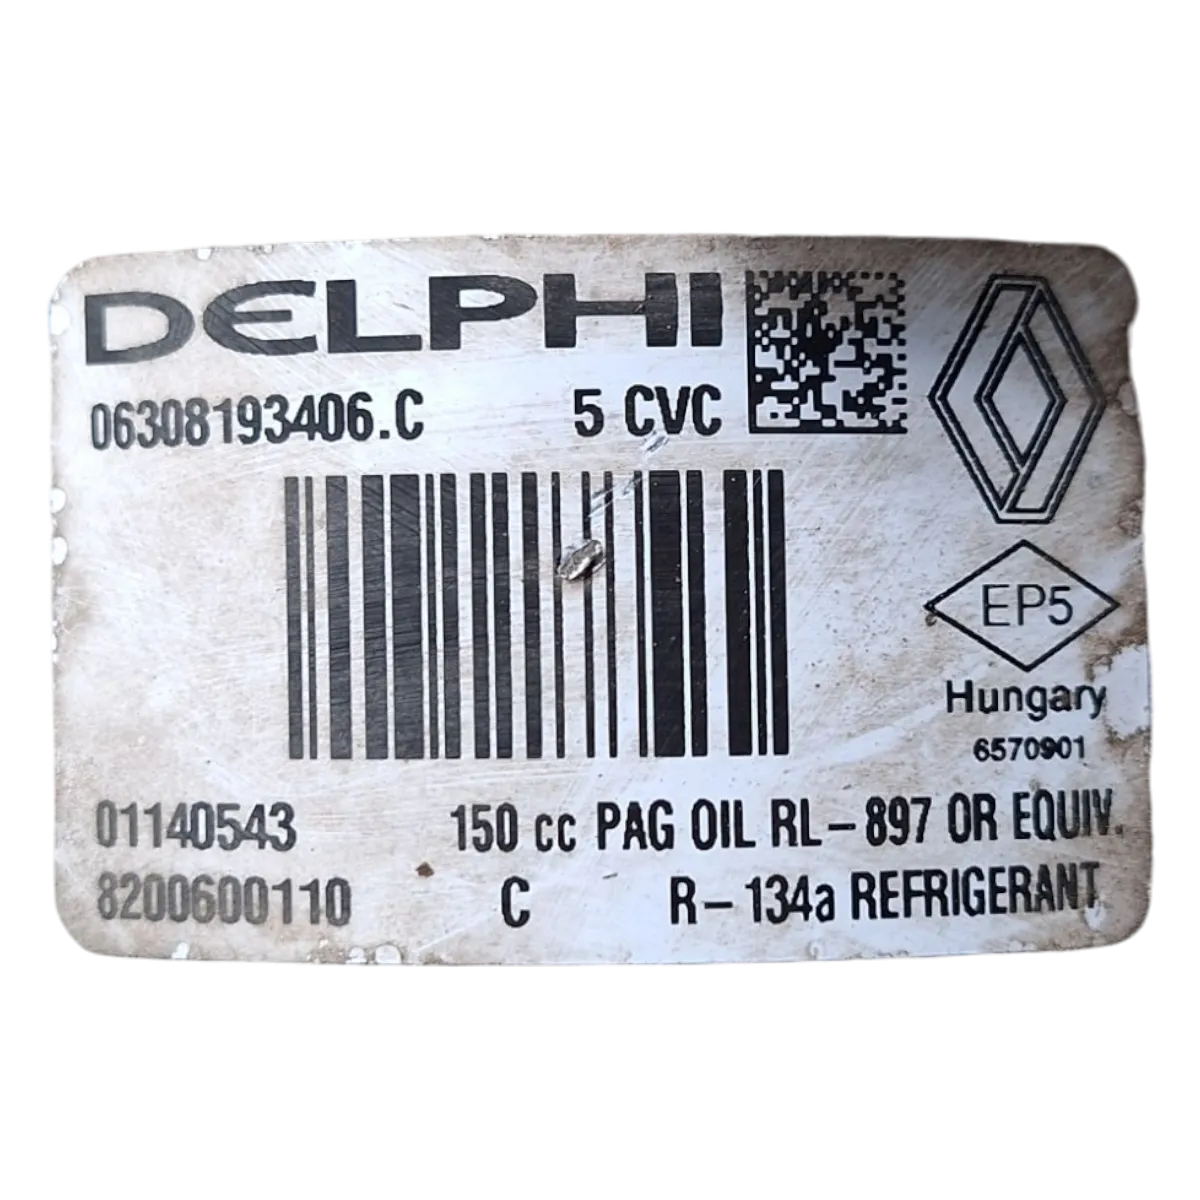 DELPHI
06308193406.C 5 CVC
EP5
Hungary
6570901
01140543 150 cc PAG OIL RL-897 OR EQUIV.
8200600110 C R-134a REFRIGERANT